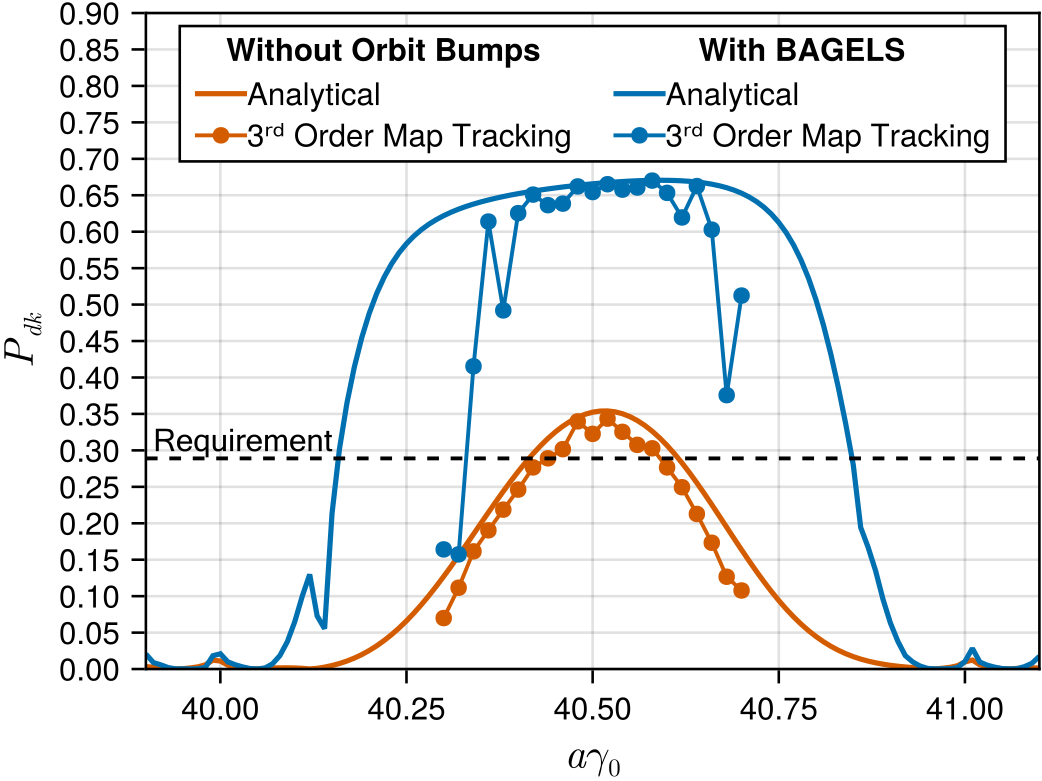 0.90
0.85
0.80
0.75
0.70
0.65
0.60
0.55
0.50
0.45
0.40
0.35
0.30
0.25
0.20
0.15
0.10
0.05
0.00
P_dk
Without Orbit Bumps With BAGELS
Analytical Analytical
3rd Order Map Tracking 3rd Order Map Tracking
Requirement
40.00 40.25 40.50 40.75 41.00
aγ₀